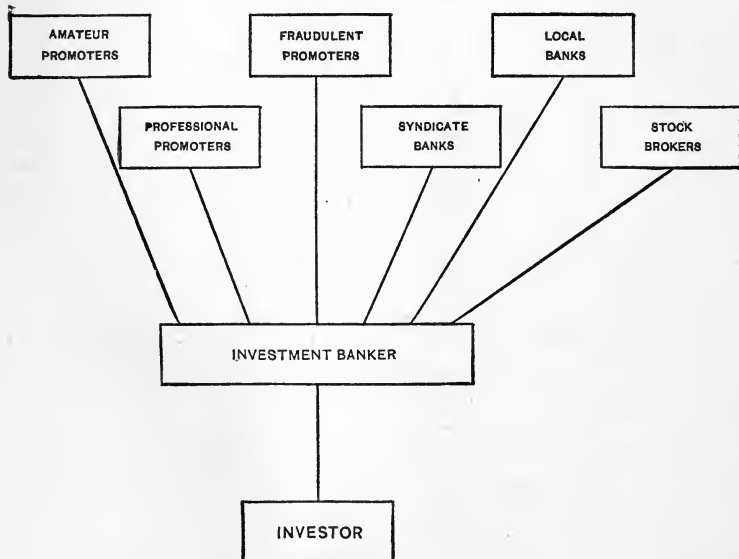 AMATEUR
PROMOTERS
FRAUDULENT
PROMOTERS
LOCAL
BANKS
PROFESSIONAL
PROMOTERS
SYNDICATE
BANKS
STOCK
BROKERS
INVESTMENT BANKER
INVESTOR